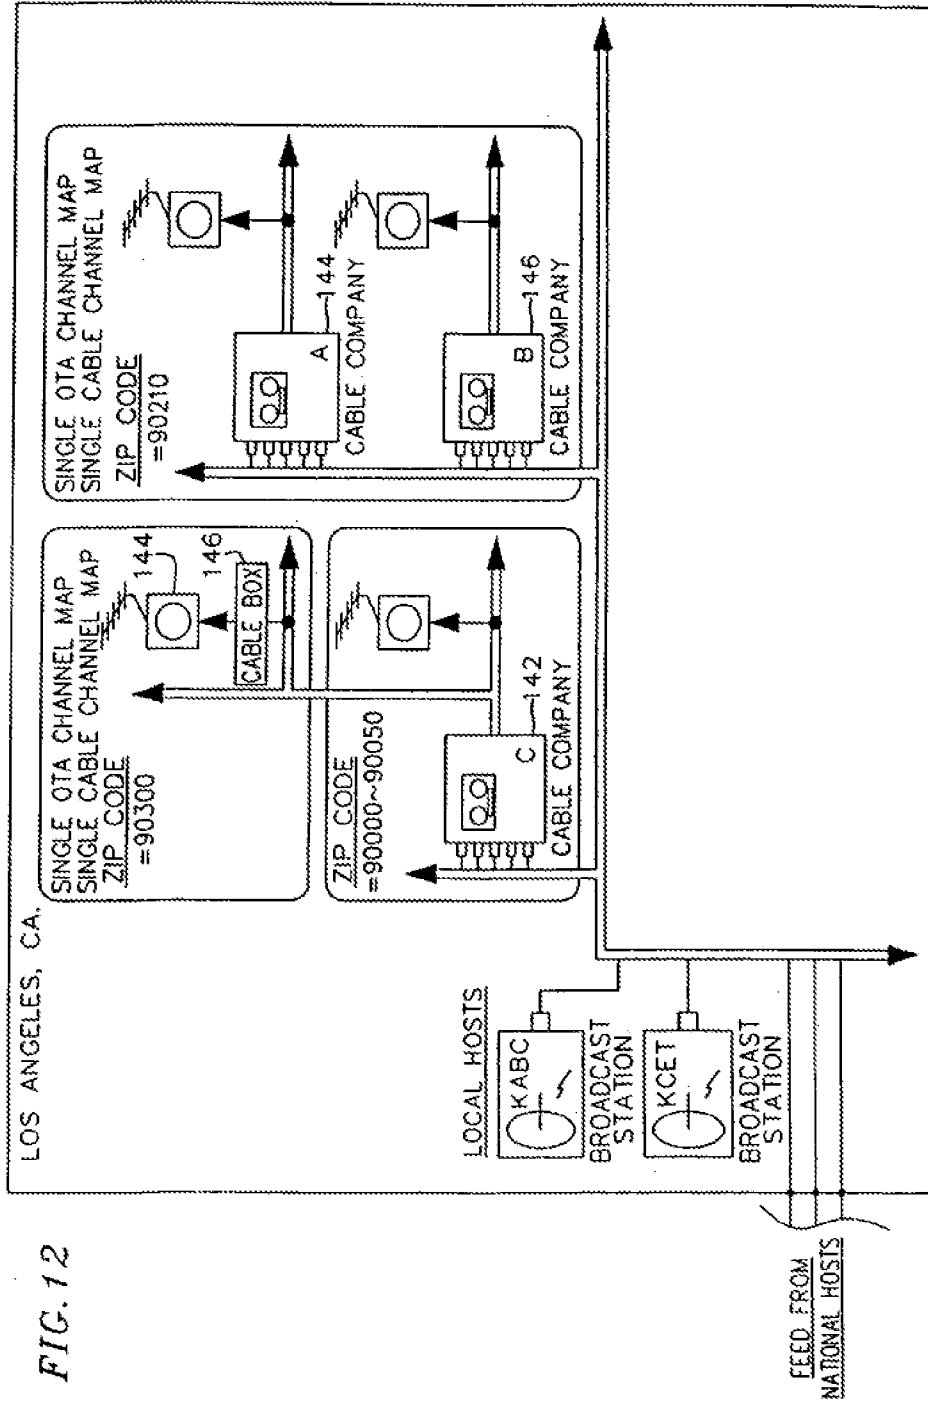 FIG. 12
LOS ANGELES, CA.
SINGLE OTA CHANNEL MAP
SINGLE CABLE CHANNEL MAP
ZIP CODE
=90300
144
146
CABLE BOX
SINGLE OTA CHANNEL MAP
SINGLE CABLE CHANNEL MAP
ZIP CODE
=90210
A
144
CABLE COMPANY
ZIP CODE
=90000~90050
C
142
CABLE COMPANY
B
146
CABLE COMPANY
LOCAL HOSTS
KABC
BROADCAST
STATION
KCET
BROADCAST
STATION
FEED FROM
NATIONAL HOSTS